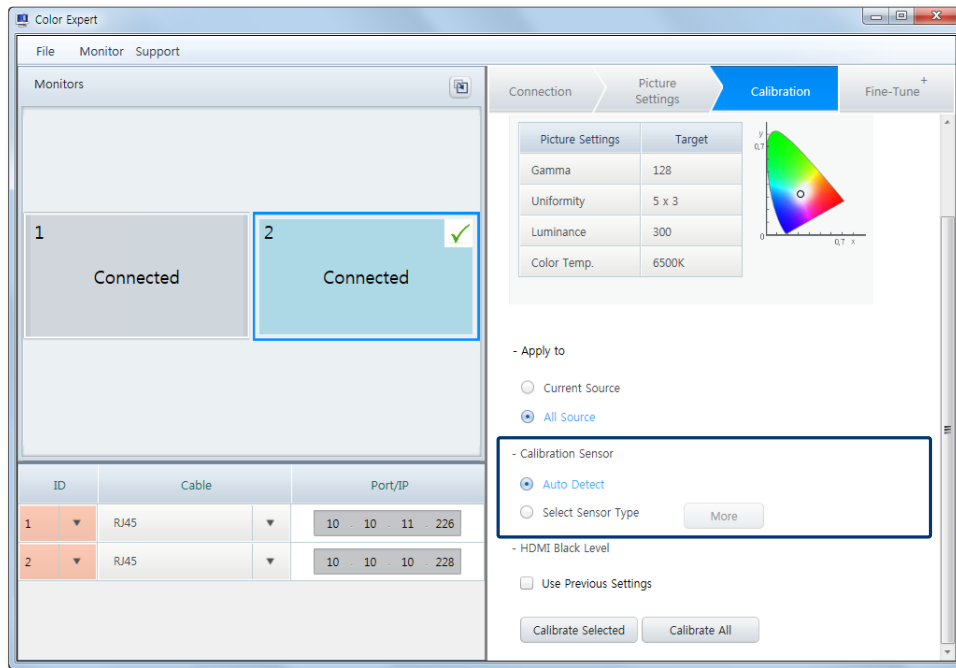 Color Expert
File Monitor Support
Monitors
1
Connected
2
Connected
ID Cable Port/IP
1 RJ45 10 . 10 . 11 . 226
2 RJ45 10 . 10 . 10 . 228
Connection
Picture
Settings
Calibration
Fine-Tune +
Picture Settings Target
Gamma 128
Uniformity 5 x 3
Luminance 300
Color Temp. 6500K
y
0,7
0
0,7 x
- Apply to
Current Source
All Source
- Calibration Sensor
Auto Detect
Select Sensor Type More
- HDMI Black Level
Use Previous Settings
Calibrate Selected Calibrate All